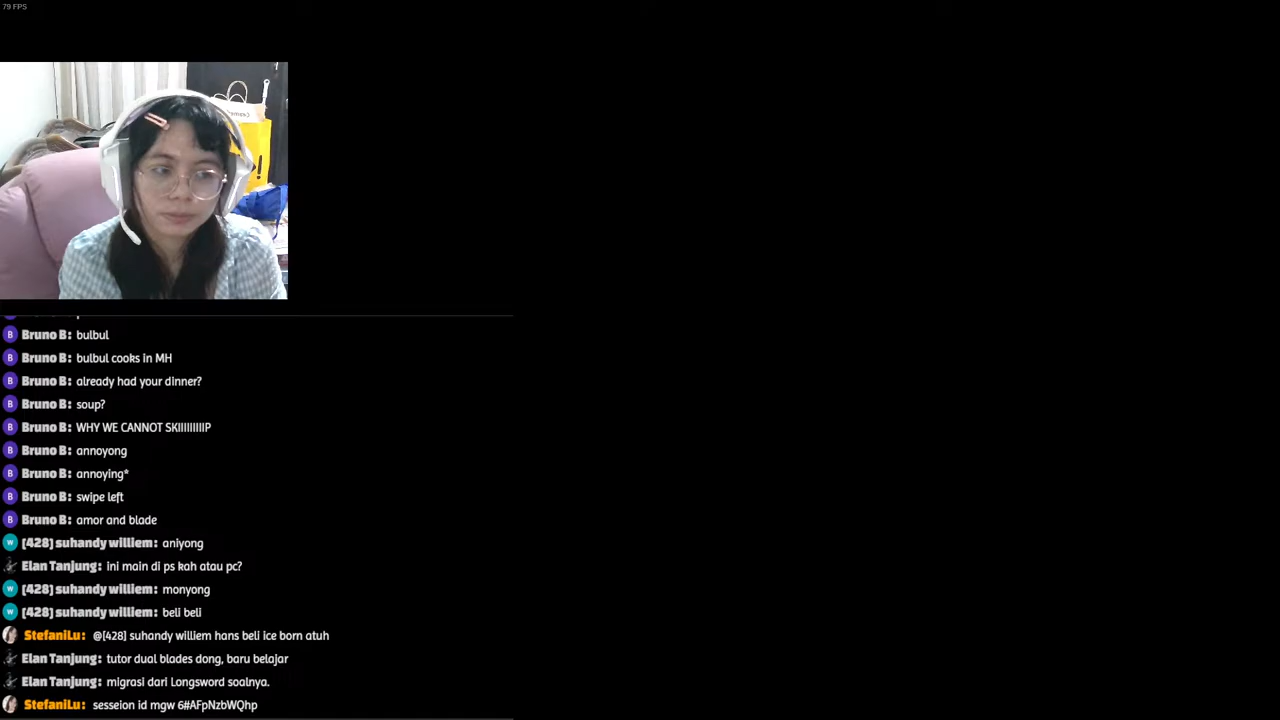 79 FPS
Bruno B: bulbul
Bruno B: bulbul cooks in MH
Bruno B: already had your dinner?
Bruno B: soup?
Bruno B: WHY WE CANNOT SKIIIIIIIIIP
Bruno B: annoyong
Bruno B: annoying*
Bruno B: swipe left
Bruno B: amor and blade
[428] suhandy williem: aniyong
Elan Tanjung: ini main di ps kah atau pc?
[428] suhandy williem: monyong
[428] suhandy williem: beli beli
StefaniLu: @[428] suhandy williem hans beli ice born atuh
Elan Tanjung: tutor dual blades dong, baru belajar
Elan Tanjung: migrasi dari Longsword soalnya.
StefaniLu: sesseion id mgw 6#AFpNzbWQhp